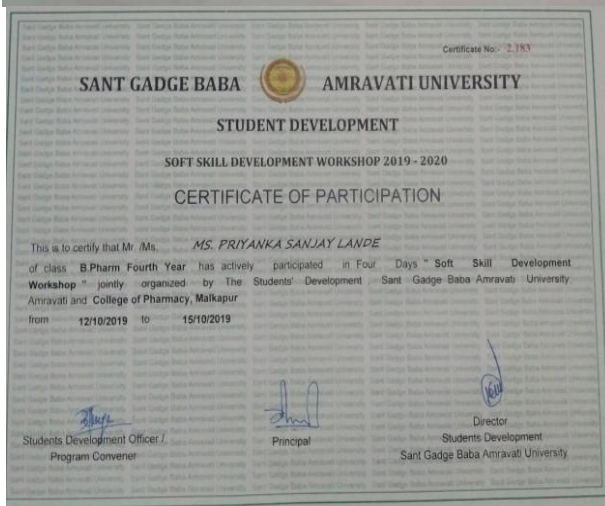 Certificate No:- 2,183
SANT GADGE BABA AMRAVATI UNIVERSITY
STUDENT DEVELOPMENT
SOFT SKILL DEVELOPMENT WORKSHOP 2019 - 2020
CERTIFICATE OF PARTICIPATION
This is to certify that Mr. /Ms. MS. PRIYANKA SANJAY LANDE
of class B.Pharm Fourth Year has actively participated in Four Days " Soft Skill Development
Workshop " jointly organized by The Students' Development Sant Gadge Baba Amravati University
Amravati and College of Pharmacy, Malkapur
from 12/10/2019 to 15/10/2019
Students Development Officer /
Program Convener
Principal
Director
Students Development
Sant Gadge Baba Amravati University